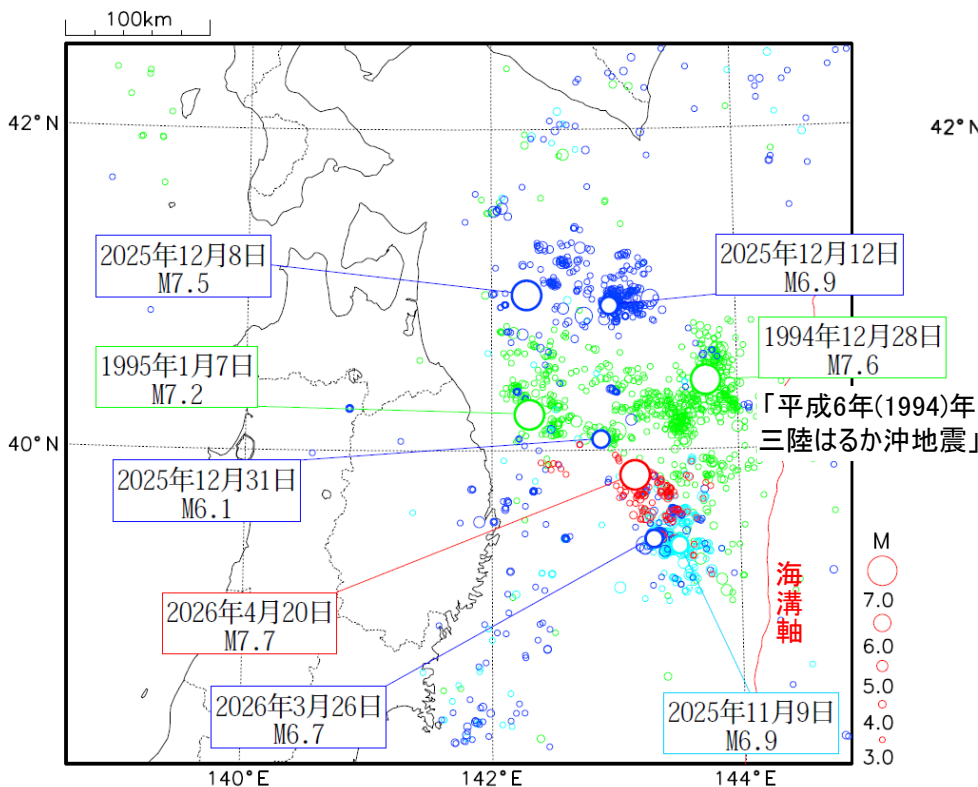 100km
42°N
42°N
2025年12月8日
M7.5
2025年12月12日
M6.9
1994年12月28日
M7.6
1995年1月7日
M7.2
「平成6年(1994)年
三陸はるか沖地震」
40°N
2025年12月31日
M6.1
M
7.0
6.0
5.0
4.0
3.0
海溝軸
2026年4月20日
M7.7
2026年3月26日
M6.7
2025年11月9日
M6.9
140°E
142°E
144°E